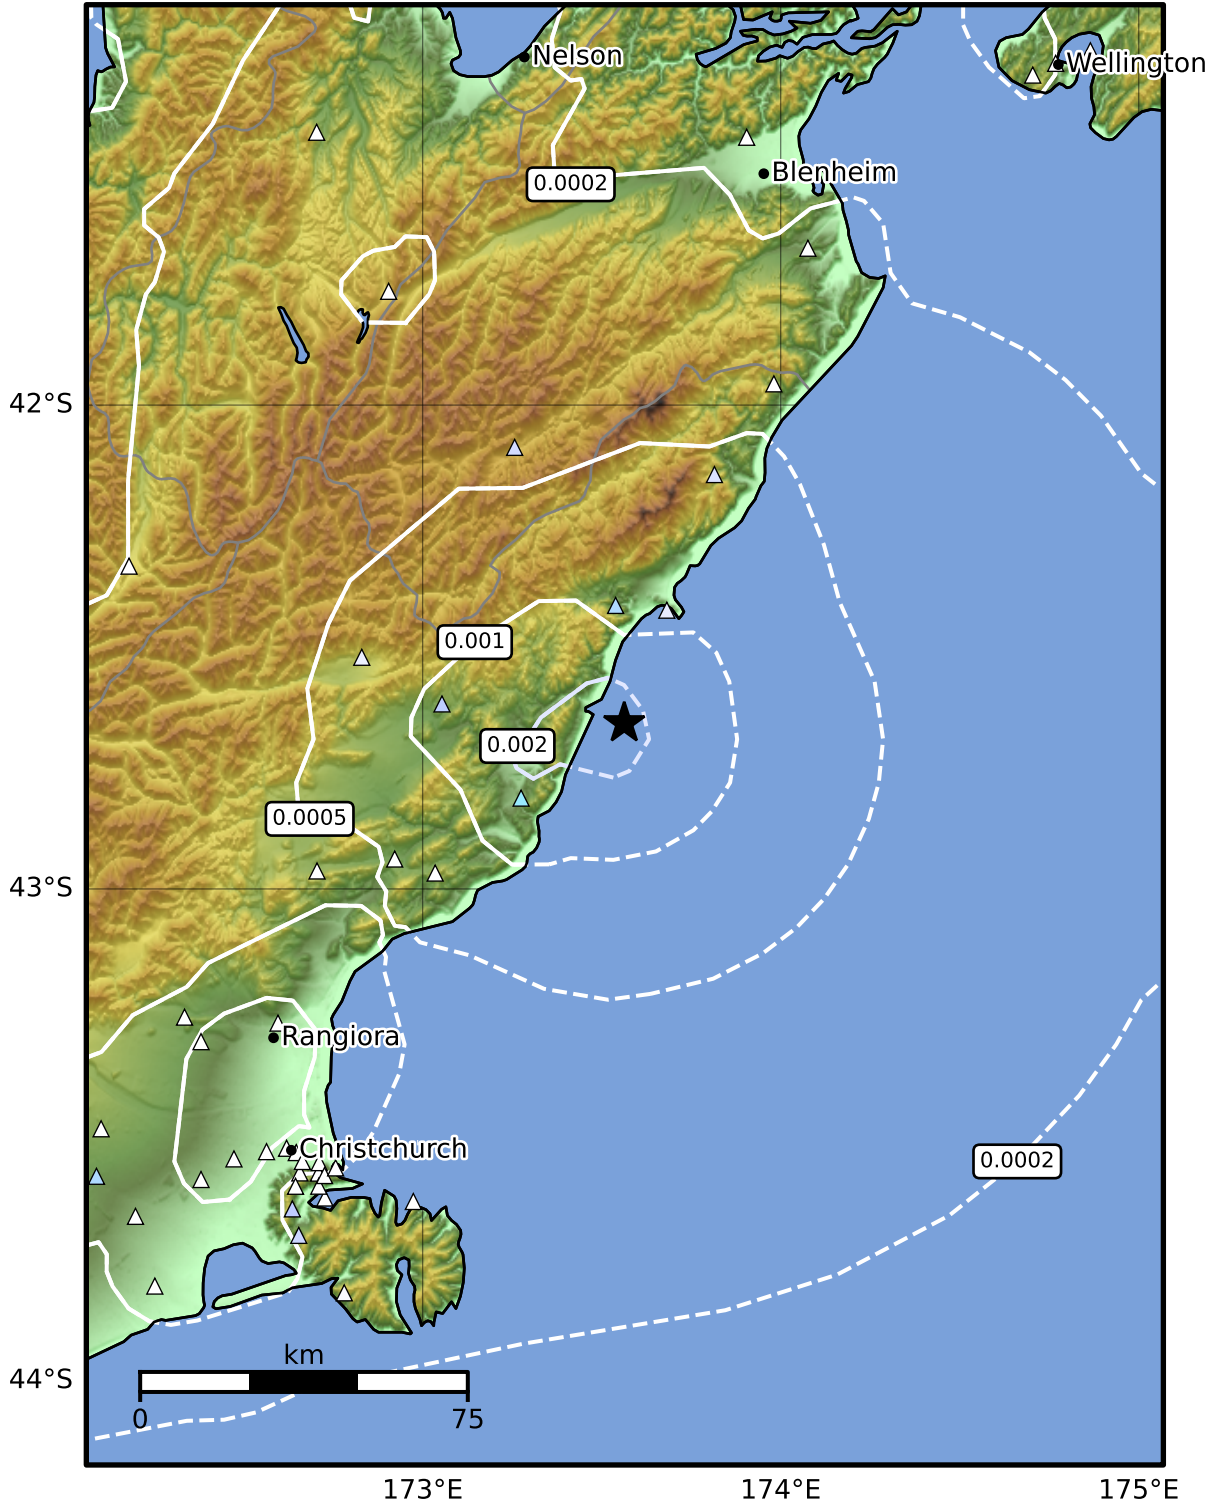 Nelson
Wellington
Blenheim
0.0002
42°S
0.001
0.002
0.0005
43°S
Rangiora
Christchurch
0.0002
km
44°S
0
75
173°E
174°E
175°E